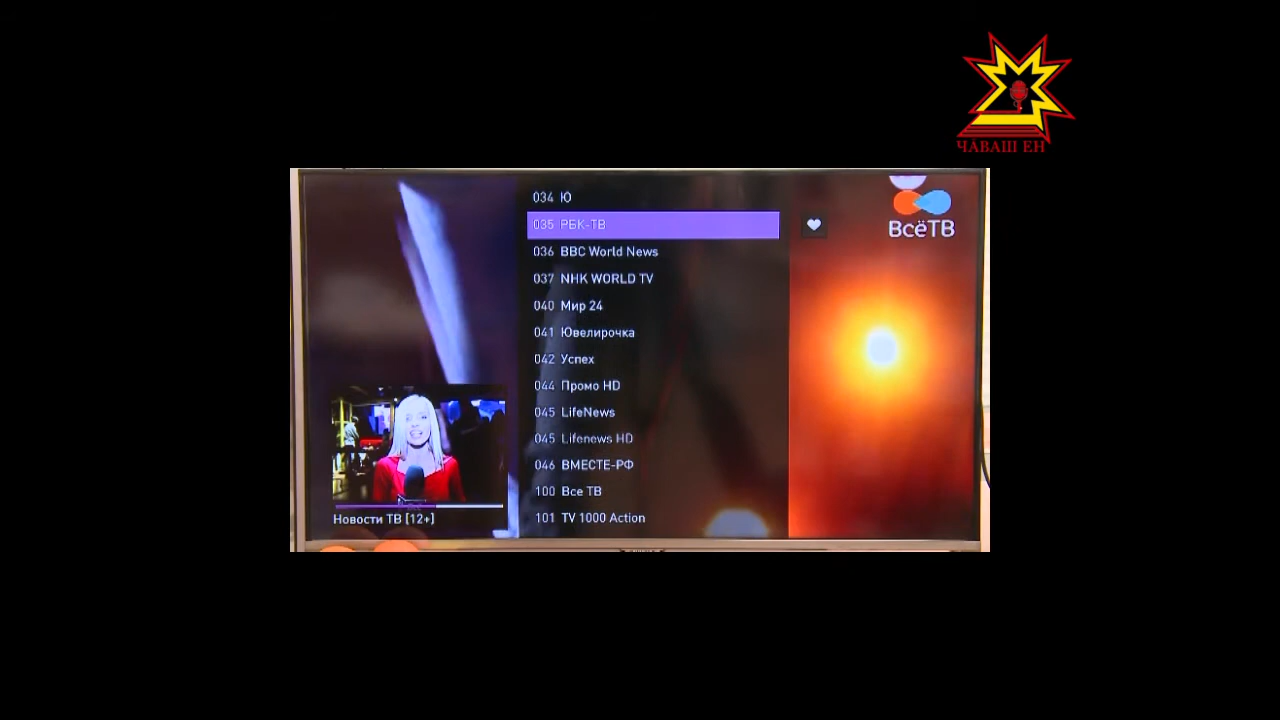 ЧĂВАШ ЕН
034 Ю
ВсёТВ
035 РБК-ТВ
036 BBC World News
037 NHK WORLD TV
040 Мир 24
041 Ювелирочка
042 Успех
044 Промо HD
045 LifeNews
045 Lifenews HD
046 ВМЕСТЕ-РФ
100 Все ТВ
101 TV 1000 Action
Новости ТВ [12+]